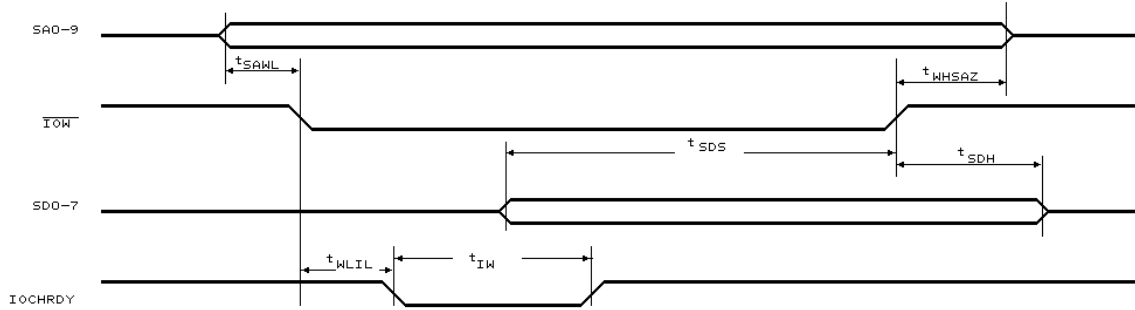 SA0-9
tSAWL
tWHSAZ
IOW
tSDS
tSDH
SD0-7
tWLIL
tIW
IOCHRDY